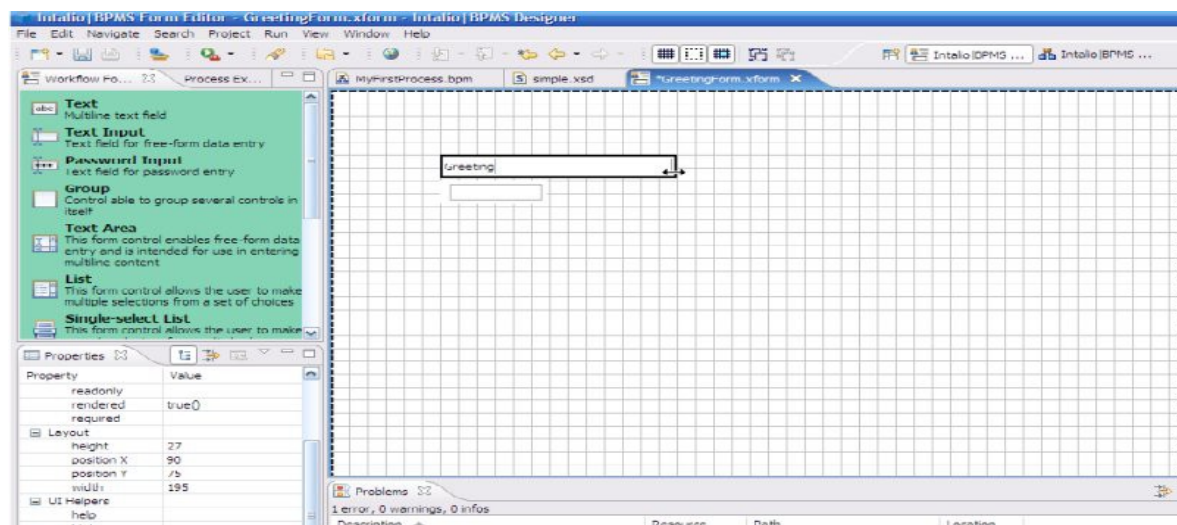 Intalio|BPMS Form Editor - GreetingForm.xform - Intalio|BPMS Designer
File Edit Navigate Search Project Run View Window Help
Intalio|BPMS ... Intalio|BPMS ...
Workflow Fo... Process Ex...
MyFirstProcess.bpm simple.xsd *GreetingForm.xform
abc Text
Multiline text field
Text Input
Text field for free-form data entry
Password Input
Text field for password entry
Group
Control able to group several controls in
itself
Text Area
This form control enables free-form data
entry and is intended for use in entering
multiline content
List
This form control allows the user to make
multiple selections from a set of choices
Single-select List
This form control allows the user to make
Greeting
Properties
Property Value
readonly
rendered true()
required
Layout
height 27
position X 90
position Y 75
width 195
UI Helpers
help
Problems
1 error, 0 warnings, 0 infos
Description Resource Path Location